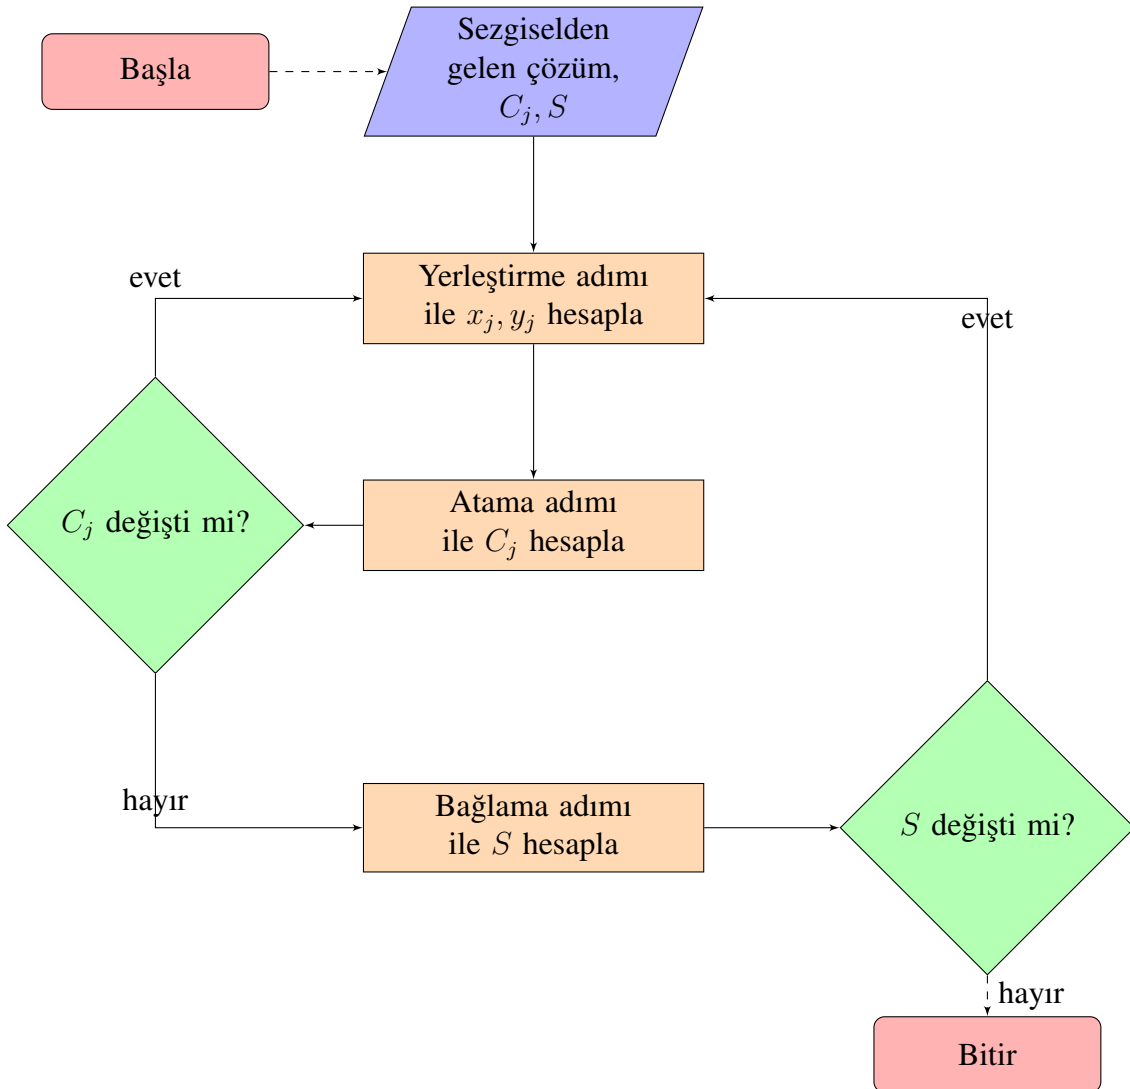 Başla
Sezgiselden
gelen çözüm,
$C_j, S$
evet
Yerleştirme adımı
ile $x_j, y_j$ hesapla
evet
$C_j$ değişti mi?
Atama adımı
ile $C_j$ hesapla
hayır
Bağlama adımı
ile $S$ hesapla
$S$ değişti mi?
hayır
Bitir